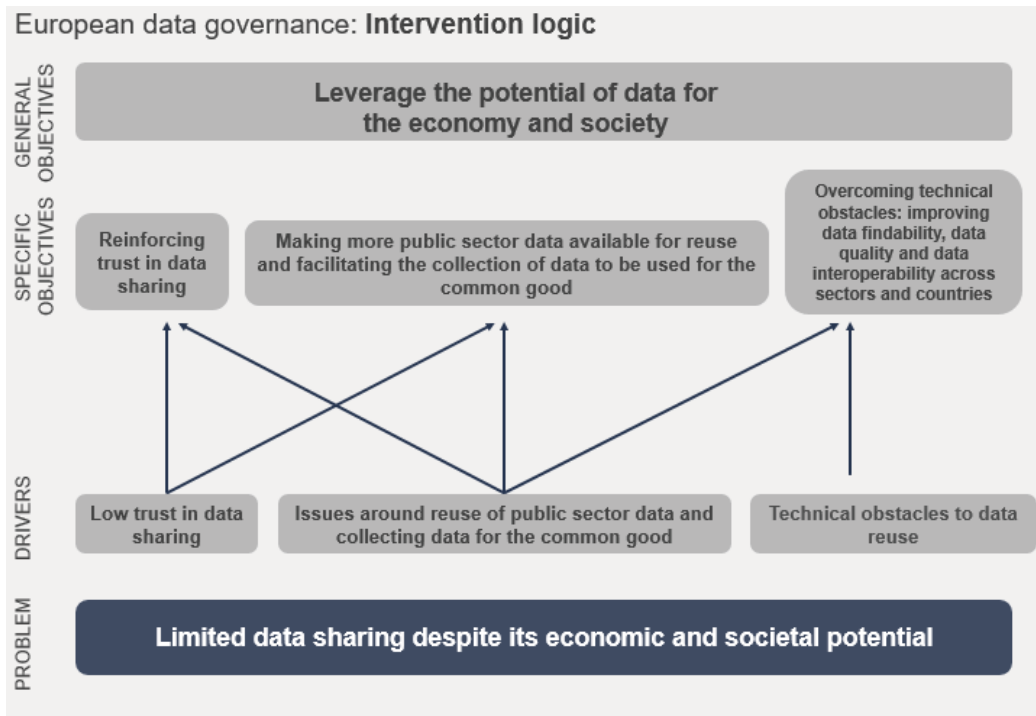 European data governance: Intervention logic
GENERAL
OBJECTIVES
Leverage the potential of data for
the economy and society
SPECIFIC
OBJECTIVES
Reinforcing
trust in data
sharing
Making more public sector data available for reuse
and facilitating the collection of data to be used for the
common good
Overcoming technical
obstacles: improving
data findability, data
quality and data
interoperability across
sectors and countries
DRIVERS
Low trust in data
sharing
Issues around reuse of public sector data and
collecting data for the common good
Technical obstacles to data
reuse
PROBLEM
Limited data sharing despite its economic and societal potential